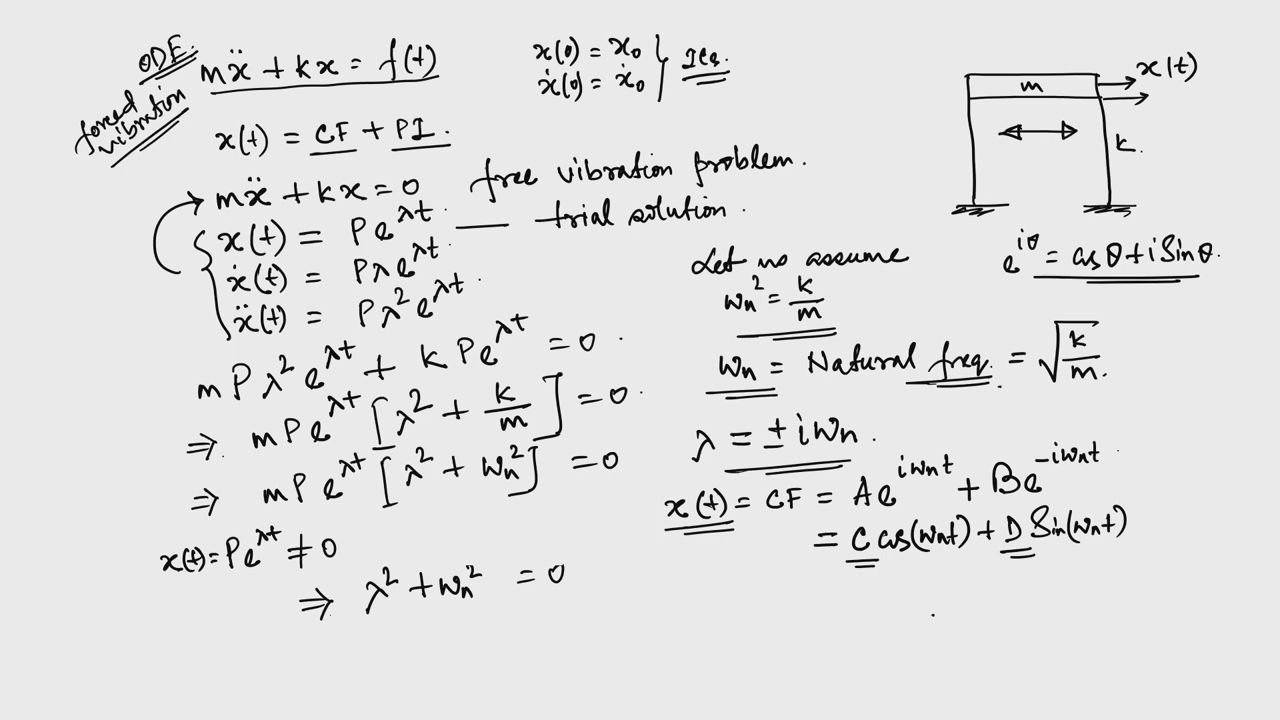 ODE
forced vibration
mẍ + kx = f(t)
x(0) = x₀
ẋ(0) = ẋ₀ } ICs.
x(t) = CF + PI.
mẍ + kx = 0 free vibration problem.
x(t) = Pe^{λt} — trial solution.
ẋ(t) = Pλe^{λt}.
ẍ(t) = Pλ²e^{λt}.
mPλ²e^{λt} + kPe^{λt} = 0.
⇒ mPe^{λt}[λ² + k/m] = 0.
⇒ mPe^{λt}[λ² + ωn²] = 0
x(t) = Pe^{λt} ≠ 0
⇒ λ² + ωn² = 0
m
x(t)
k.
Let us assume
ωn² = k/m
e^{iθ} = cosθ + i Sinθ.
ωn = Natural freq. = √(k/m).
λ = ± iωn.
x(t) = CF = Ae^{iωnt} + Be^{-iωnt}
= C cos(ωnt) + D Sin(ωnt)